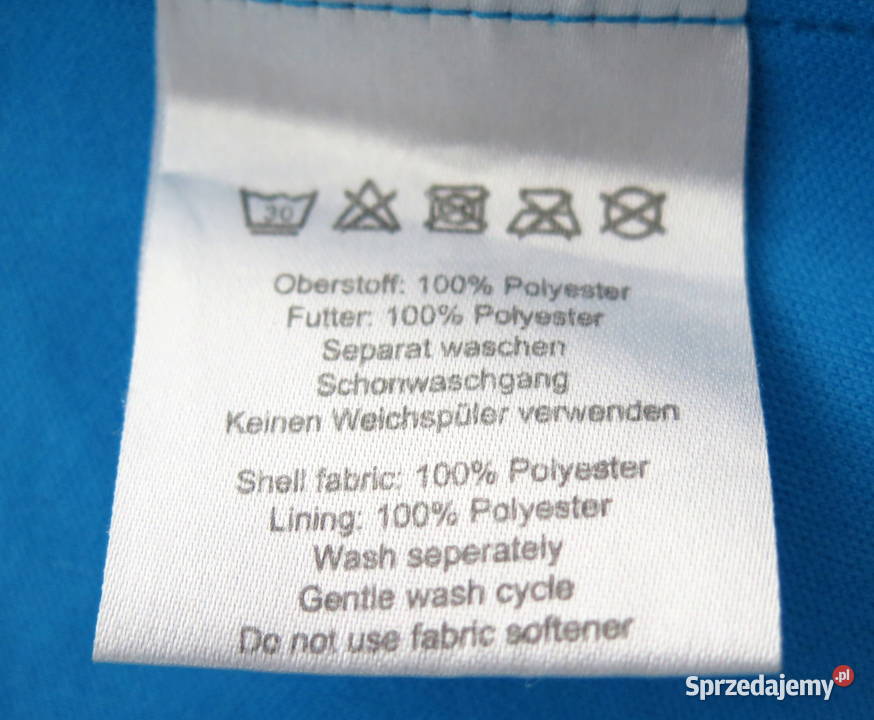 30
Oberstoff: 100% Polyester
Futter: 100% Polyester
Separat waschen
Schonwaschgang
Keinen Weichspüler verwenden
Shell fabric: 100% Polyester
Lining: 100% Polyester
Wash seperately
Gentle wash cycle
Do not use fabric softener
Sprzedajemy.pl